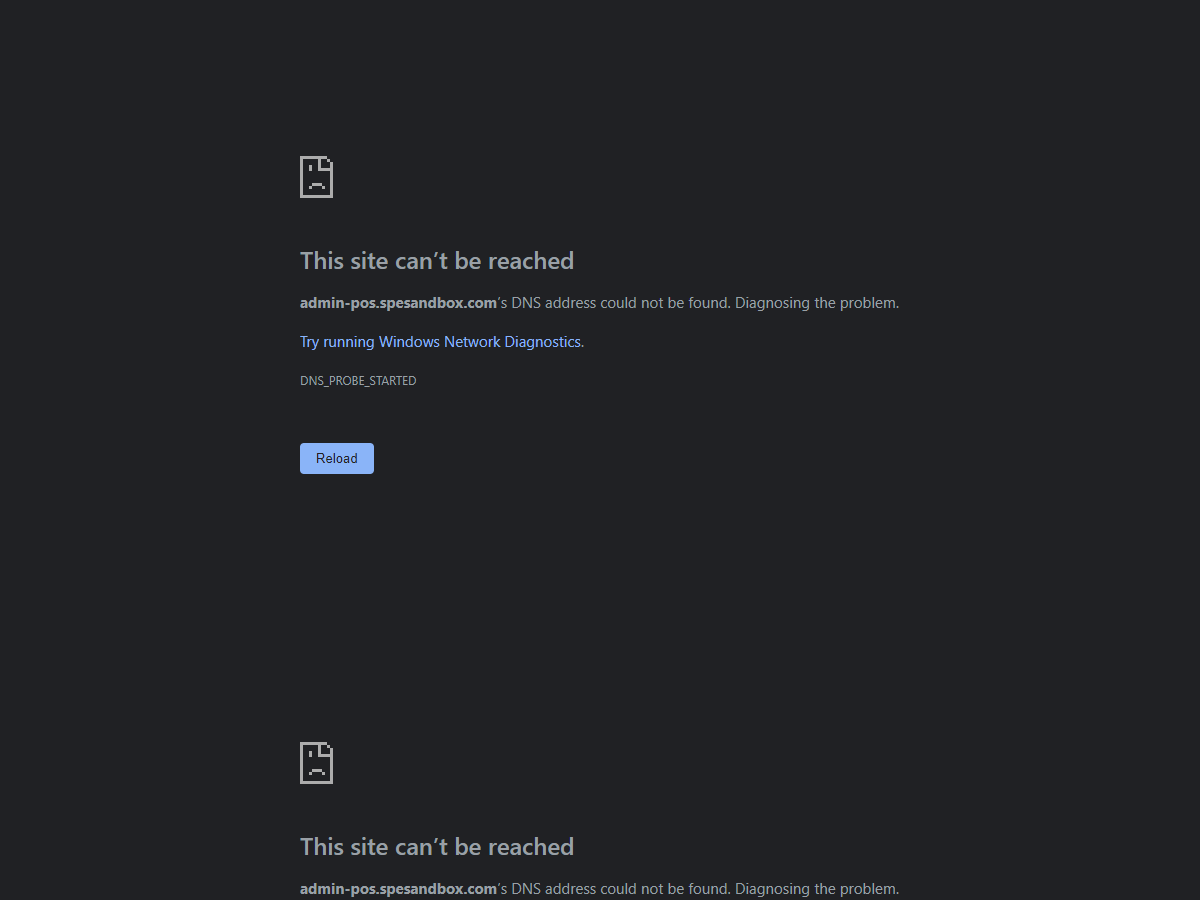 This site can’t be reached
admin-pos.spesandbox.com’s DNS address could not be found. Diagnosing the problem.
Try running Windows Network Diagnostics.
DNS_PROBE_STARTED
Reload
This site can’t be reached
admin-pos.spesandbox.com’s DNS address could not be found. Diagnosing the problem.